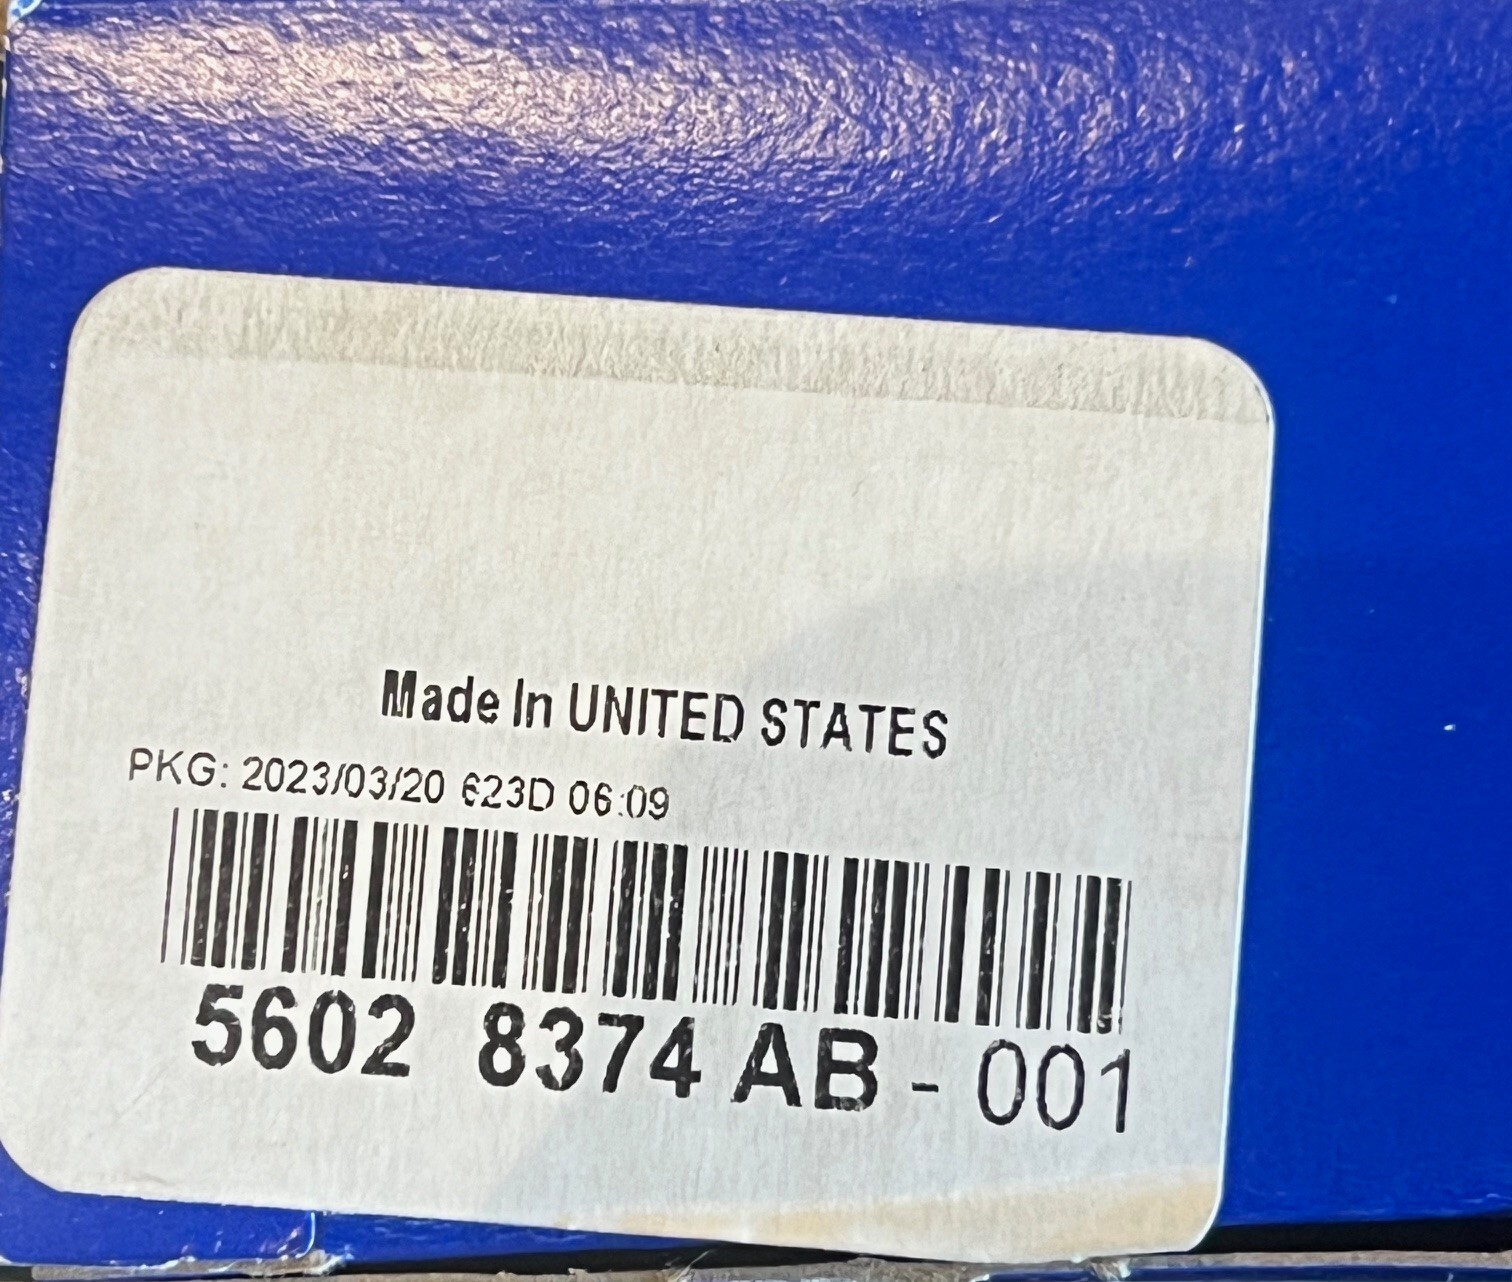 Made In UNITED STATES
PKG: 2023/03/20 623D 06:09
5602 8374 AB - 001